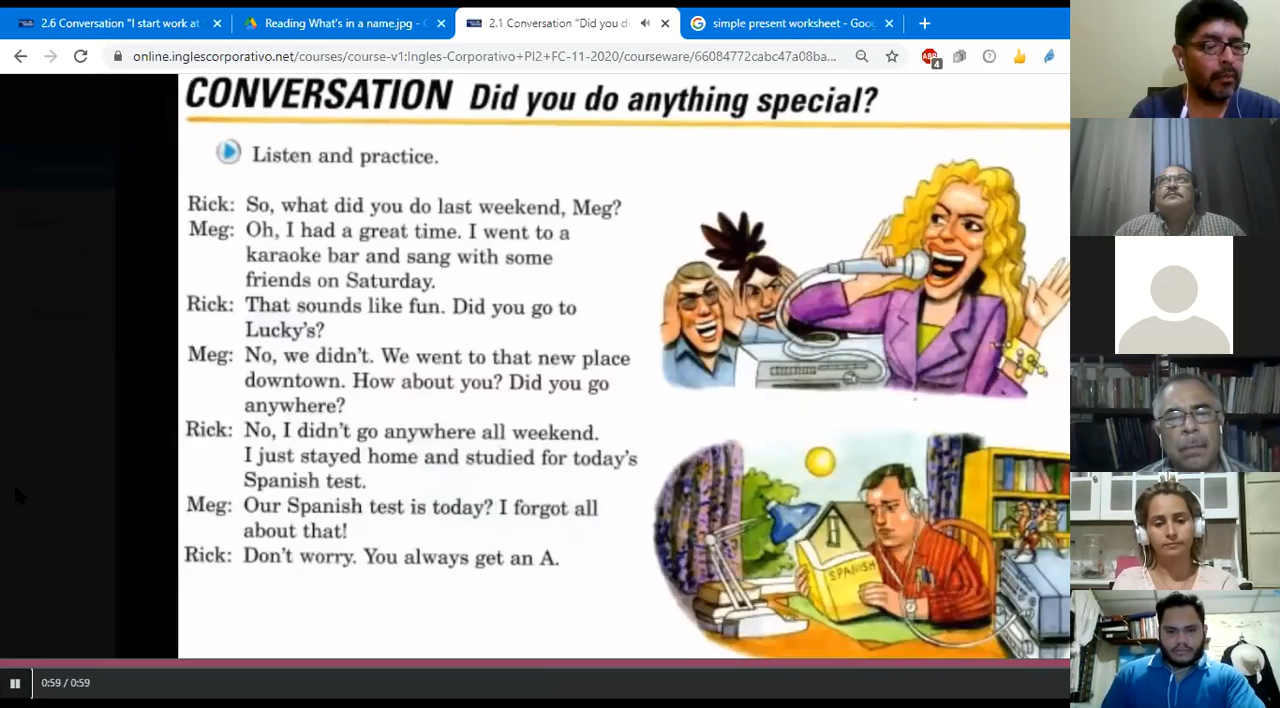 2.6 Conversation "I start work at
Reading What's in a name.jpg - G
2.1 Conversation "Did you d
simple present worksheet - Goo
online.inglescorporativo.net/courses/course-v1:Ingles-Corporativo+PI2+FC-11-2020/courseware/66084772cabc47a08ba...
ABP
4
CONVERSATION Did you do anything special?
Listen and practice.
Rick: So, what did you do last weekend, Meg?
Meg: Oh, I had a great time. I went to a
karaoke bar and sang with some
friends on Saturday.
Rick: That sounds like fun. Did you go to
Lucky's?
Meg: No, we didn't. We went to that new place
downtown. How about you? Did you go
anywhere?
Rick: No, I didn't go anywhere all weekend.
I just stayed home and studied for today's
Spanish test.
Meg: Our Spanish test is today? I forgot all
about that!
Rick: Don't worry. You always get an A.
SPANISH
0:59 / 0:59